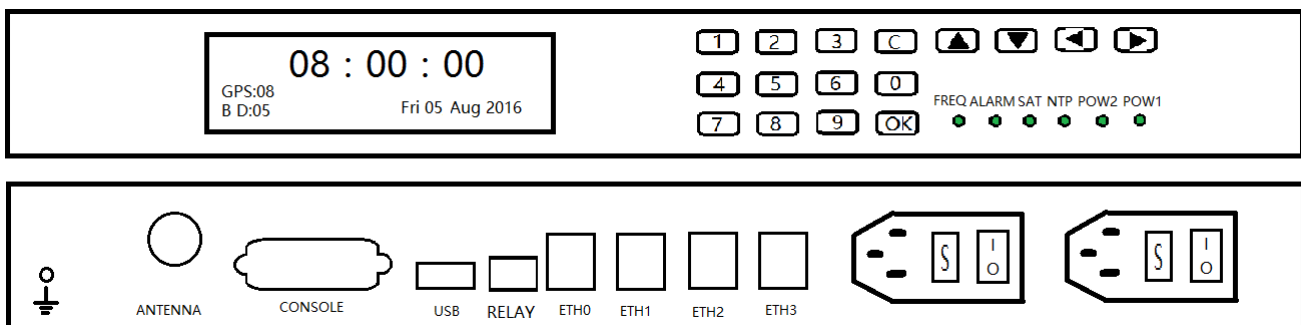 08 : 00 : 00
GPS:08
B D:05
Fri 05 Aug 2016
1 2 3 C
4 5 6 0
7 8 9 OK
FREQ ALARM SAT NTP POW2 POW1
S I O S I O
ANTENNA CONSOLE USB RELAY ETH0 ETH1 ETH2 ETH3